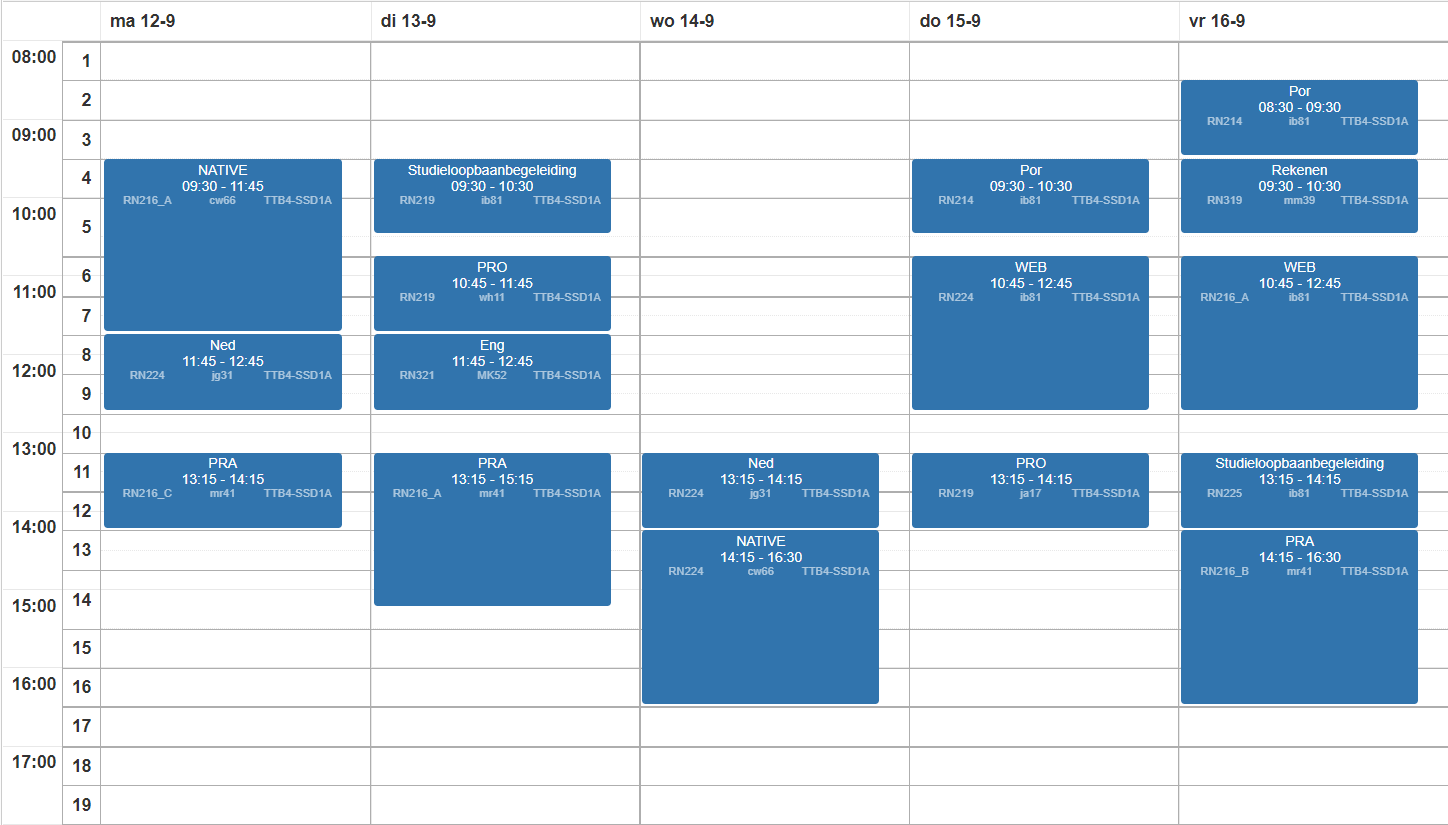 ma 12-9 di 13-9 wo 14-9 do 15-9 vr 16-9
08:00
09:00
10:00
11:00
12:00
13:00
14:00
15:00
16:00
17:00
1
2
3
4
5
6
7
8
9
10
11
12
13
14
15
16
17
18
19
NATIVE
09:30 - 11:45
RN216_A cw66 TTB4-SSD1A
Ned
11:45 - 12:45
RN224 jg31 TTB4-SSD1A
PRA
13:15 - 14:15
RN216_C mr41 TTB4-SSD1A
Studieloopbaanbegeleiding
09:30 - 10:30
RN219 ib81 TTB4-SSD1A
PRO
10:45 - 11:45
RN219 wh11 TTB4-SSD1A
Eng
11:45 - 12:45
RN321 MK52 TTB4-SSD1A
PRA
13:15 - 15:15
RN216_A mr41 TTB4-SSD1A
Ned
13:15 - 14:15
RN224 jg31 TTB4-SSD1A
NATIVE
14:15 - 16:30
RN224 cw66 TTB4-SSD1A
Por
09:30 - 10:30
RN214 ib81 TTB4-SSD1A
WEB
10:45 - 12:45
RN224 ib81 TTB4-SSD1A
PRO
13:15 - 14:15
RN219 ja17 TTB4-SSD1A
Por
08:30 - 09:30
RN214 ib81 TTB4-SSD1A
Rekenen
09:30 - 10:30
RN319 mm39 TTB4-SSD1A
WEB
10:45 - 12:45
RN216_A ib81 TTB4-SSD1A
Studieloopbaanbegeleiding
13:15 - 14:15
RN225 ib81 TTB4-SSD1A
PRA
14:15 - 16:30
RN216_B mr41 TTB4-SSD1A